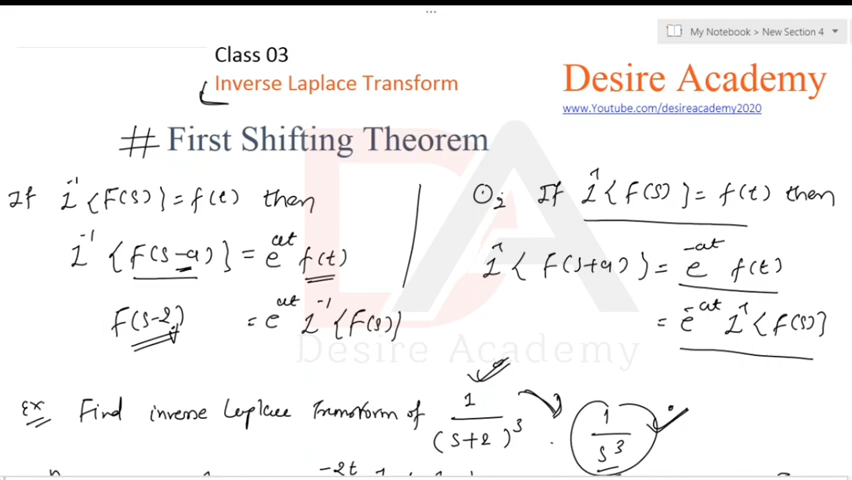 My Notebook > New Section 4
Class 03
Inverse Laplace Transform
Desire Academy
www.Youtube.com/desireacademy2020
# First Shifting Theorem
If L⁻¹{F(s)} = f(t) then
L⁻¹{F(s-a)} = e^at f(t)
F(s-2) = e^at L⁻¹{F(s)}
Or If L⁻¹{F(s)} = f(t) then
L⁻¹{F(s+a)} = e^-at f(t)
= e^-at L⁻¹{F(s)}
Desire Academy
Ex Find inverse Laplace Transform of 1/(s+2)³ . 1/s³
-2t